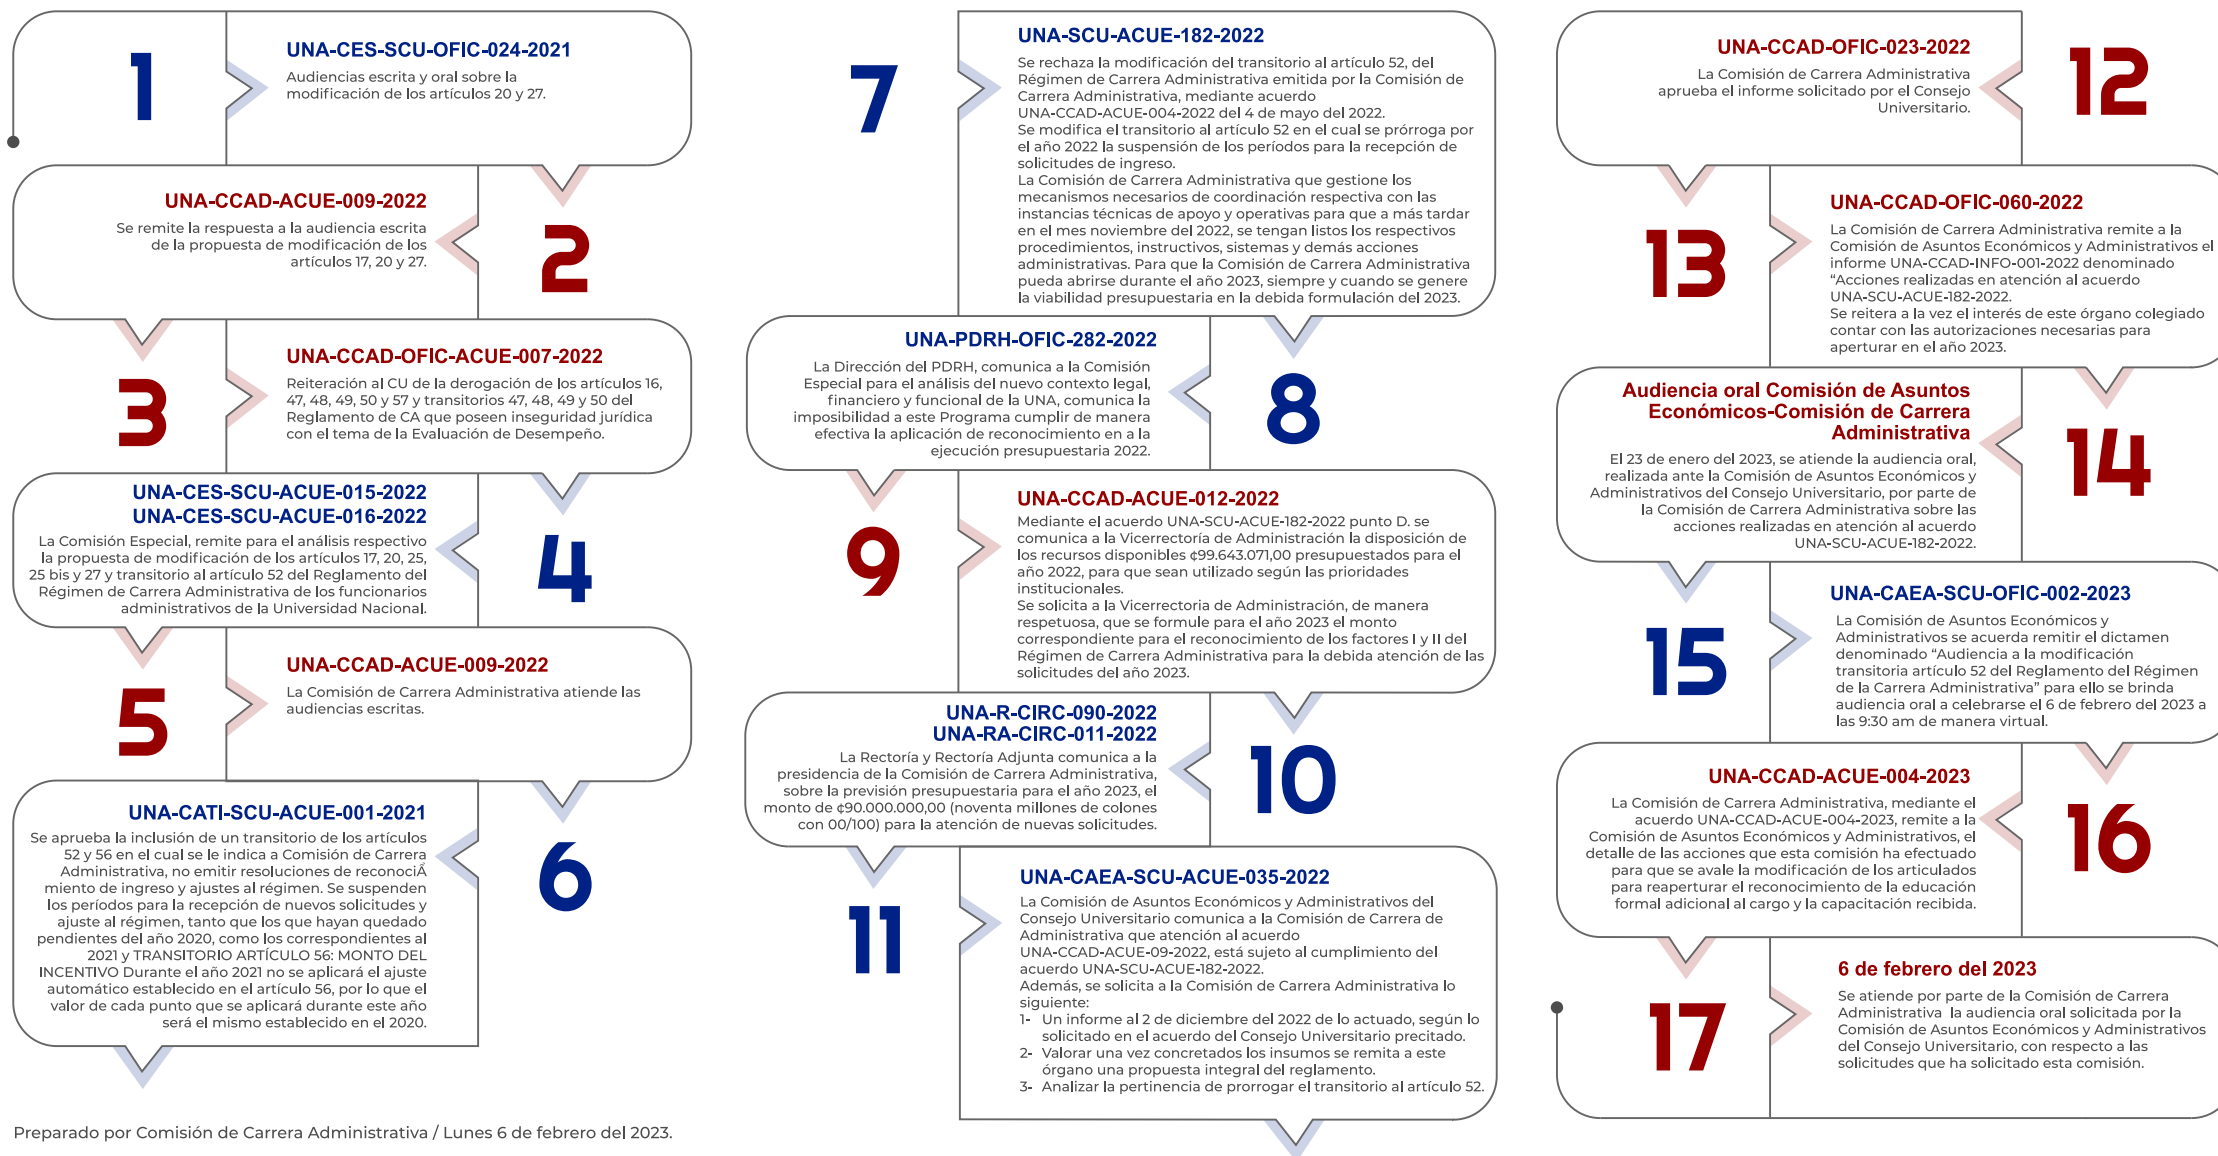 1
UNA-CES-SCU-OFIC-024-2021
Audiencias escrita y oral sobre la
modificación de los artículos 20 y 27.
UNA-CCAD-ACUE-009-2022
Se remite la respuesta a la audiencia escrita
de la propuesta de modificación de los
artículos 17, 20 y 27.
2
3
UNA-CCAD-OFIC-ACUE-007-2022
Reiteración al CU de la derogación de los artículos 16,
47, 48, 49, 50 y 57 y transitorios 47, 48, 49 y 50 del
Reglamento de CA que poseen inseguridad jurídica
con el tema de la Evaluación de Desempeño.
UNA-CES-SCU-ACUE-015-2022
UNA-CES-SCU-ACUE-016-2022
La Comisión Especial, remite para el análisis respectivo
la propuesta de modificación de los artículos 17, 20, 25,
25 bis y 27 y transitorio al artículo 52 del Reglamento del
Régimen de Carrera Administrativa de los funcionarios
administrativos de la Universidad Nacional.
4
5
UNA-CCAD-ACUE-009-2022
La Comisión de Carrera Administrativa atiende las
audiencias escritas.
UNA-CATI-SCU-ACUE-001-2021
Se aprueba la inclusión de un transitorio de los artículos
52 y 56 en el cual se le indica a Comisión de Carrera
Administrativa, no emitir resoluciones de reconociÃ
miento de ingreso y ajustes al régimen. Se suspenden
los períodos para la recepción de nuevos solicitudes y
ajuste al régimen, tanto que los que hayan quedado
pendientes del año 2020, como los correspondientes al
2021 y TRANSITORIO ARTÍCULO 56: MONTO DEL
INCENTIVO Durante el año 2021 no se aplicará el ajuste
automático establecido en el artículo 56, por lo que el
valor de cada punto que se aplicará durante este año
será el mismo establecido en el 2020.
6
Preparado por Comisión de Carrera Administrativa / Lunes 6 de febrero del 2023.
7
UNA-SCU-ACUE-182-2022
Se rechaza la modificación del transitorio al artículo 52, del
Régimen de Carrera Administrativa emitida por la Comisión de
Carrera Administrativa, mediante acuerdo
UNA-CCAD-ACUE-004-2022 del 4 de mayo del 2022.
Se modifica el transitorio al artículo 52 en el cual se prórroga por
el año 2022 la suspensión de los períodos para la recepción de
solicitudes de ingreso.
La Comisión de Carrera Administrativa que gestione los
mecanismos necesarios de coordinación respectiva con las
instancias técnicas de apoyo y operativas para que a más tardar
en el mes noviembre del 2022, se tengan listos los respectivos
procedimientos, instructivos, sistemas y demás acciones
administrativas. Para que la Comisión de Carrera Administrativa
pueda abrirse durante el año 2023, siempre y cuando se genere
la viabilidad presupuestaria en la debida formulación del 2023.
UNA-PDRH-OFIC-282-2022
La Dirección del PDRH, comunica a la Comisión
Especial para el análisis del nuevo contexto legal,
financiero y funcional de la UNA, comunica la
imposibilidad a este Programa cumplir de manera
efectiva la aplicación de reconocimiento en a la
ejecución presupuestaria 2022.
8
9
UNA-CCAD-ACUE-012-2022
Mediante el acuerdo UNA-SCU-ACUE-182-2022 punto D. se
comunica a la Vicerrectoría de Administración la disposición de
los recursos disponibles ¢99.643.071,00 presupuestados para el
año 2022, para que sean utilizado según las prioridades
institucionales.
Se solicita a la Vicerrectoria de Administración, de manera
respetuosa, que se formule para el año 2023 el monto
correspondiente para el reconocimiento de los factores I y II del
Régimen de Carrera Administrativa para la debida atención de las
solicitudes del año 2023.
UNA-R-CIRC-090-2022
UNA-RA-CIRC-011-2022
La Rectoría y Rectoría Adjunta comunica a la
presidencia de la Comisión de Carrera Administrativa,
sobre la previsión presupuestaria para el año 2023, el
monto de ¢90.000.000,00 (noventa millones de colones
con 00/100) para la atención de nuevas solicitudes.
10
11
UNA-CAEA-SCU-ACUE-035-2022
La Comisión de Asuntos Económicos y Administrativos del
Consejo Universitario comunica a la Comisión de Carrera de
Administrativa que atención al acuerdo
UNA-CCAD-ACUE-09-2022, está sujeto al cumplimiento del
acuerdo UNA-SCU-ACUE-182-2022.
Además, se solicita a la Comisión de Carrera Administrativa lo
siguiente:
1- Un informe al 2 de diciembre del 2022 de lo actuado, según lo
solicitado en el acuerdo del Consejo Universitario precitado.
2- Valorar una vez concretados los insumos se remita a este
órgano una propuesta integral del reglamento.
3- Analizar la pertinencia de prorrogar el transitorio al artículo 52.
UNA-CCAD-OFIC-023-2022
La Comisión de Carrera Administrativa
aprueba el informe solicitado por el Consejo
Universitario.
12
13
UNA-CCAD-OFIC-060-2022
La Comisión de Carrera Administrativa remite a la
Comisión de Asuntos Económicos y Administrativos el
informe UNA-CCAD-INFO-001-2022 denominado
“Acciones realizadas en atención al acuerdo
UNA-SCU-ACUE-182-2022.
Se reitera a la vez el interés de este órgano colegiado
contar con las autorizaciones necesarias para
aperturar en el año 2023.
Audiencia oral Comisión de Asuntos
Económicos-Comisión de Carrera
Administrativa
El 23 de enero del 2023, se atiende la audiencia oral,
realizada ante la Comisión de Asuntos Económicos y
Administrativos del Consejo Universitario, por parte de
la Comisión de Carrera Administrativa sobre las
acciones realizadas en atención al acuerdo
UNA-SCU-ACUE-182-2022.
14
15
UNA-CAEA-SCU-OFIC-002-2023
La Comisión de Asuntos Económicos y
Administrativos se acuerda remitir el dictamen
denominado “Audiencia a la modificación
transitoria artículo 52 del Reglamento del Régimen
de la Carrera Administrativa” para ello se brinda
audiencia oral a celebrarse el 6 de febrero del 2023 a
las 9:30 am de manera virtual.
UNA-CCAD-ACUE-004-2023
La Comisión de Carrera Administrativa, mediante el
acuerdo UNA-CCAD-ACUE-004-2023, remite a la
Comisión de Asuntos Económicos y Administrativos, el
detalle de las acciones que esta comisión ha efectuado
para que se avale la modificación de los articulados
para reaperturar el reconocimiento de la educación
formal adicional al cargo y la capacitación recibida.
16
17
6 de febrero del 2023
Se atiende por parte de la Comisión de Carrera
Administrativa la audiencia oral solicitada por la
Comisión de Asuntos Económicos y Administrativos
del Consejo Universitario, con respecto a las
solicitudes que ha solicitado esta comisión.